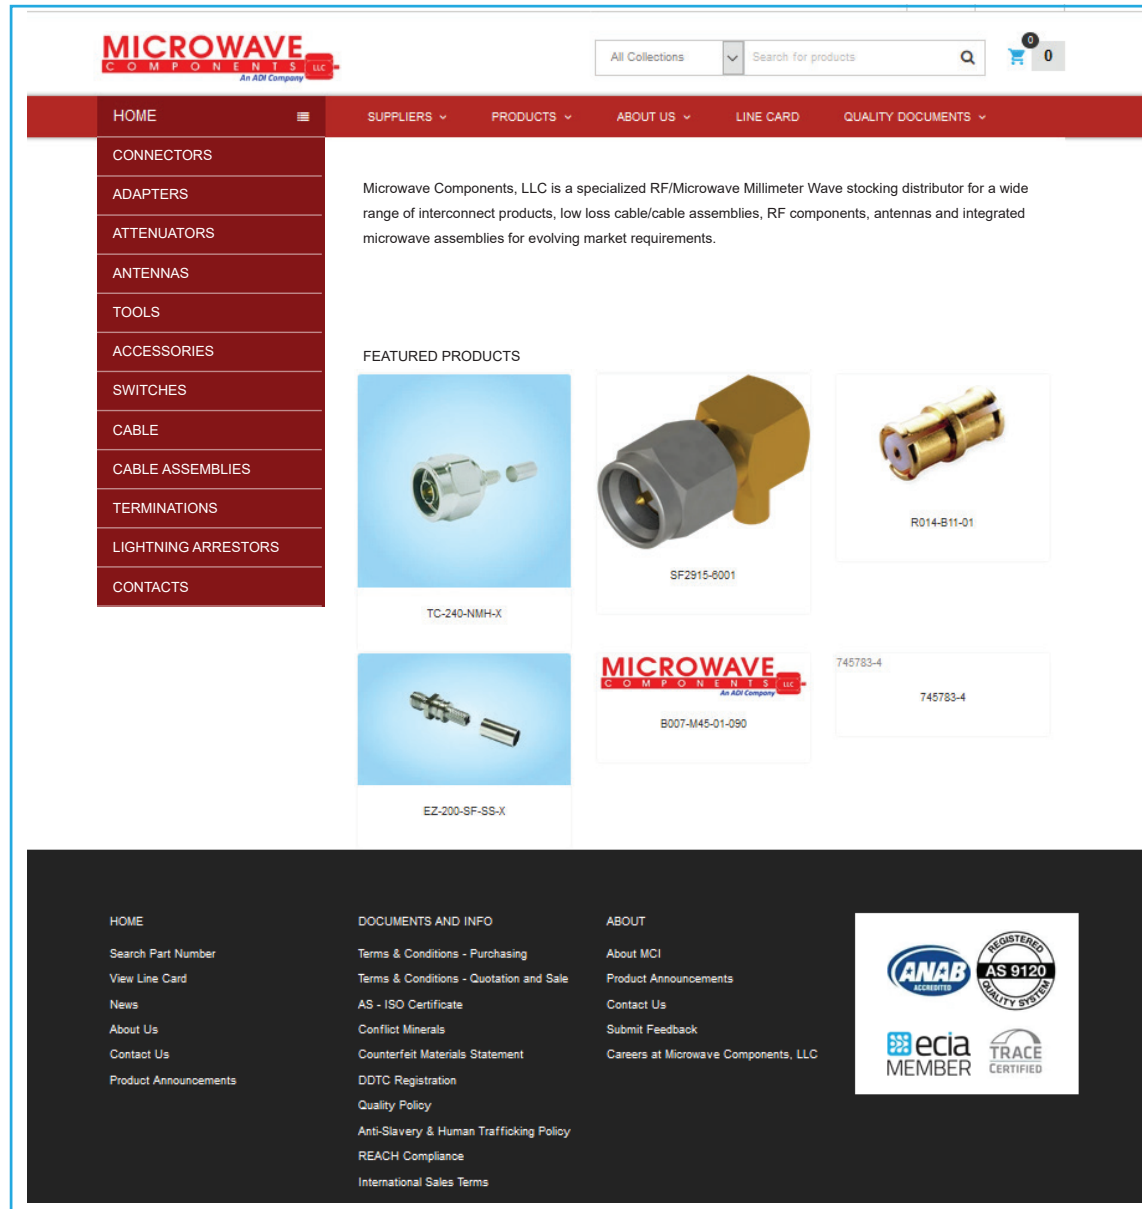 MICROWAVE
COMPONENTS LLC
An ADI Company
All Collections
Search for products
0
0
HOME
SUPPLIERS
PRODUCTS
ABOUT US
LINE CARD
QUALITY DOCUMENTS
CONNECTORS
ADAPTERS
ATTENUATORS
ANTENNAS
TOOLS
ACCESSORIES
SWITCHES
CABLE
CABLE ASSEMBLIES
TERMINATIONS
LIGHTNING ARRESTORS
CONTACTS
Microwave Components, LLC is a specialized RF/Microwave Millimeter Wave stocking distributor for a wide
range of interconnect products, low loss cable/cable assemblies, RF components, antennas and integrated
microwave assemblies for evolving market requirements.
FEATURED PRODUCTS
TC-240-NMH-X
SF2915-6001
R014-B11-01
EZ-200-SF-SS-X
MICROWAVE
COMPONENTS LLC
An ADI Company
B007-M45-01-090
745783-4
745783-4
HOME
Search Part Number
View Line Card
News
About Us
Contact Us
Product Announcements
DOCUMENTS AND INFO
Terms & Conditions - Purchasing
Terms & Conditions - Quotation and Sale
AS - ISO Certificate
Conflict Minerals
Counterfeit Materials Statement
DDTC Registration
Quality Policy
Anti-Slavery & Human Trafficking Policy
REACH Compliance
International Sales Terms
ABOUT
About MCI
Product Announcements
Contact Us
Submit Feedback
Careers at Microwave Components, LLC
ANAB
ACCREDITED
REGISTERED
AS 9120
QUALITY SYSTEM
ecia
MEMBER
TRACE
CERTIFIED